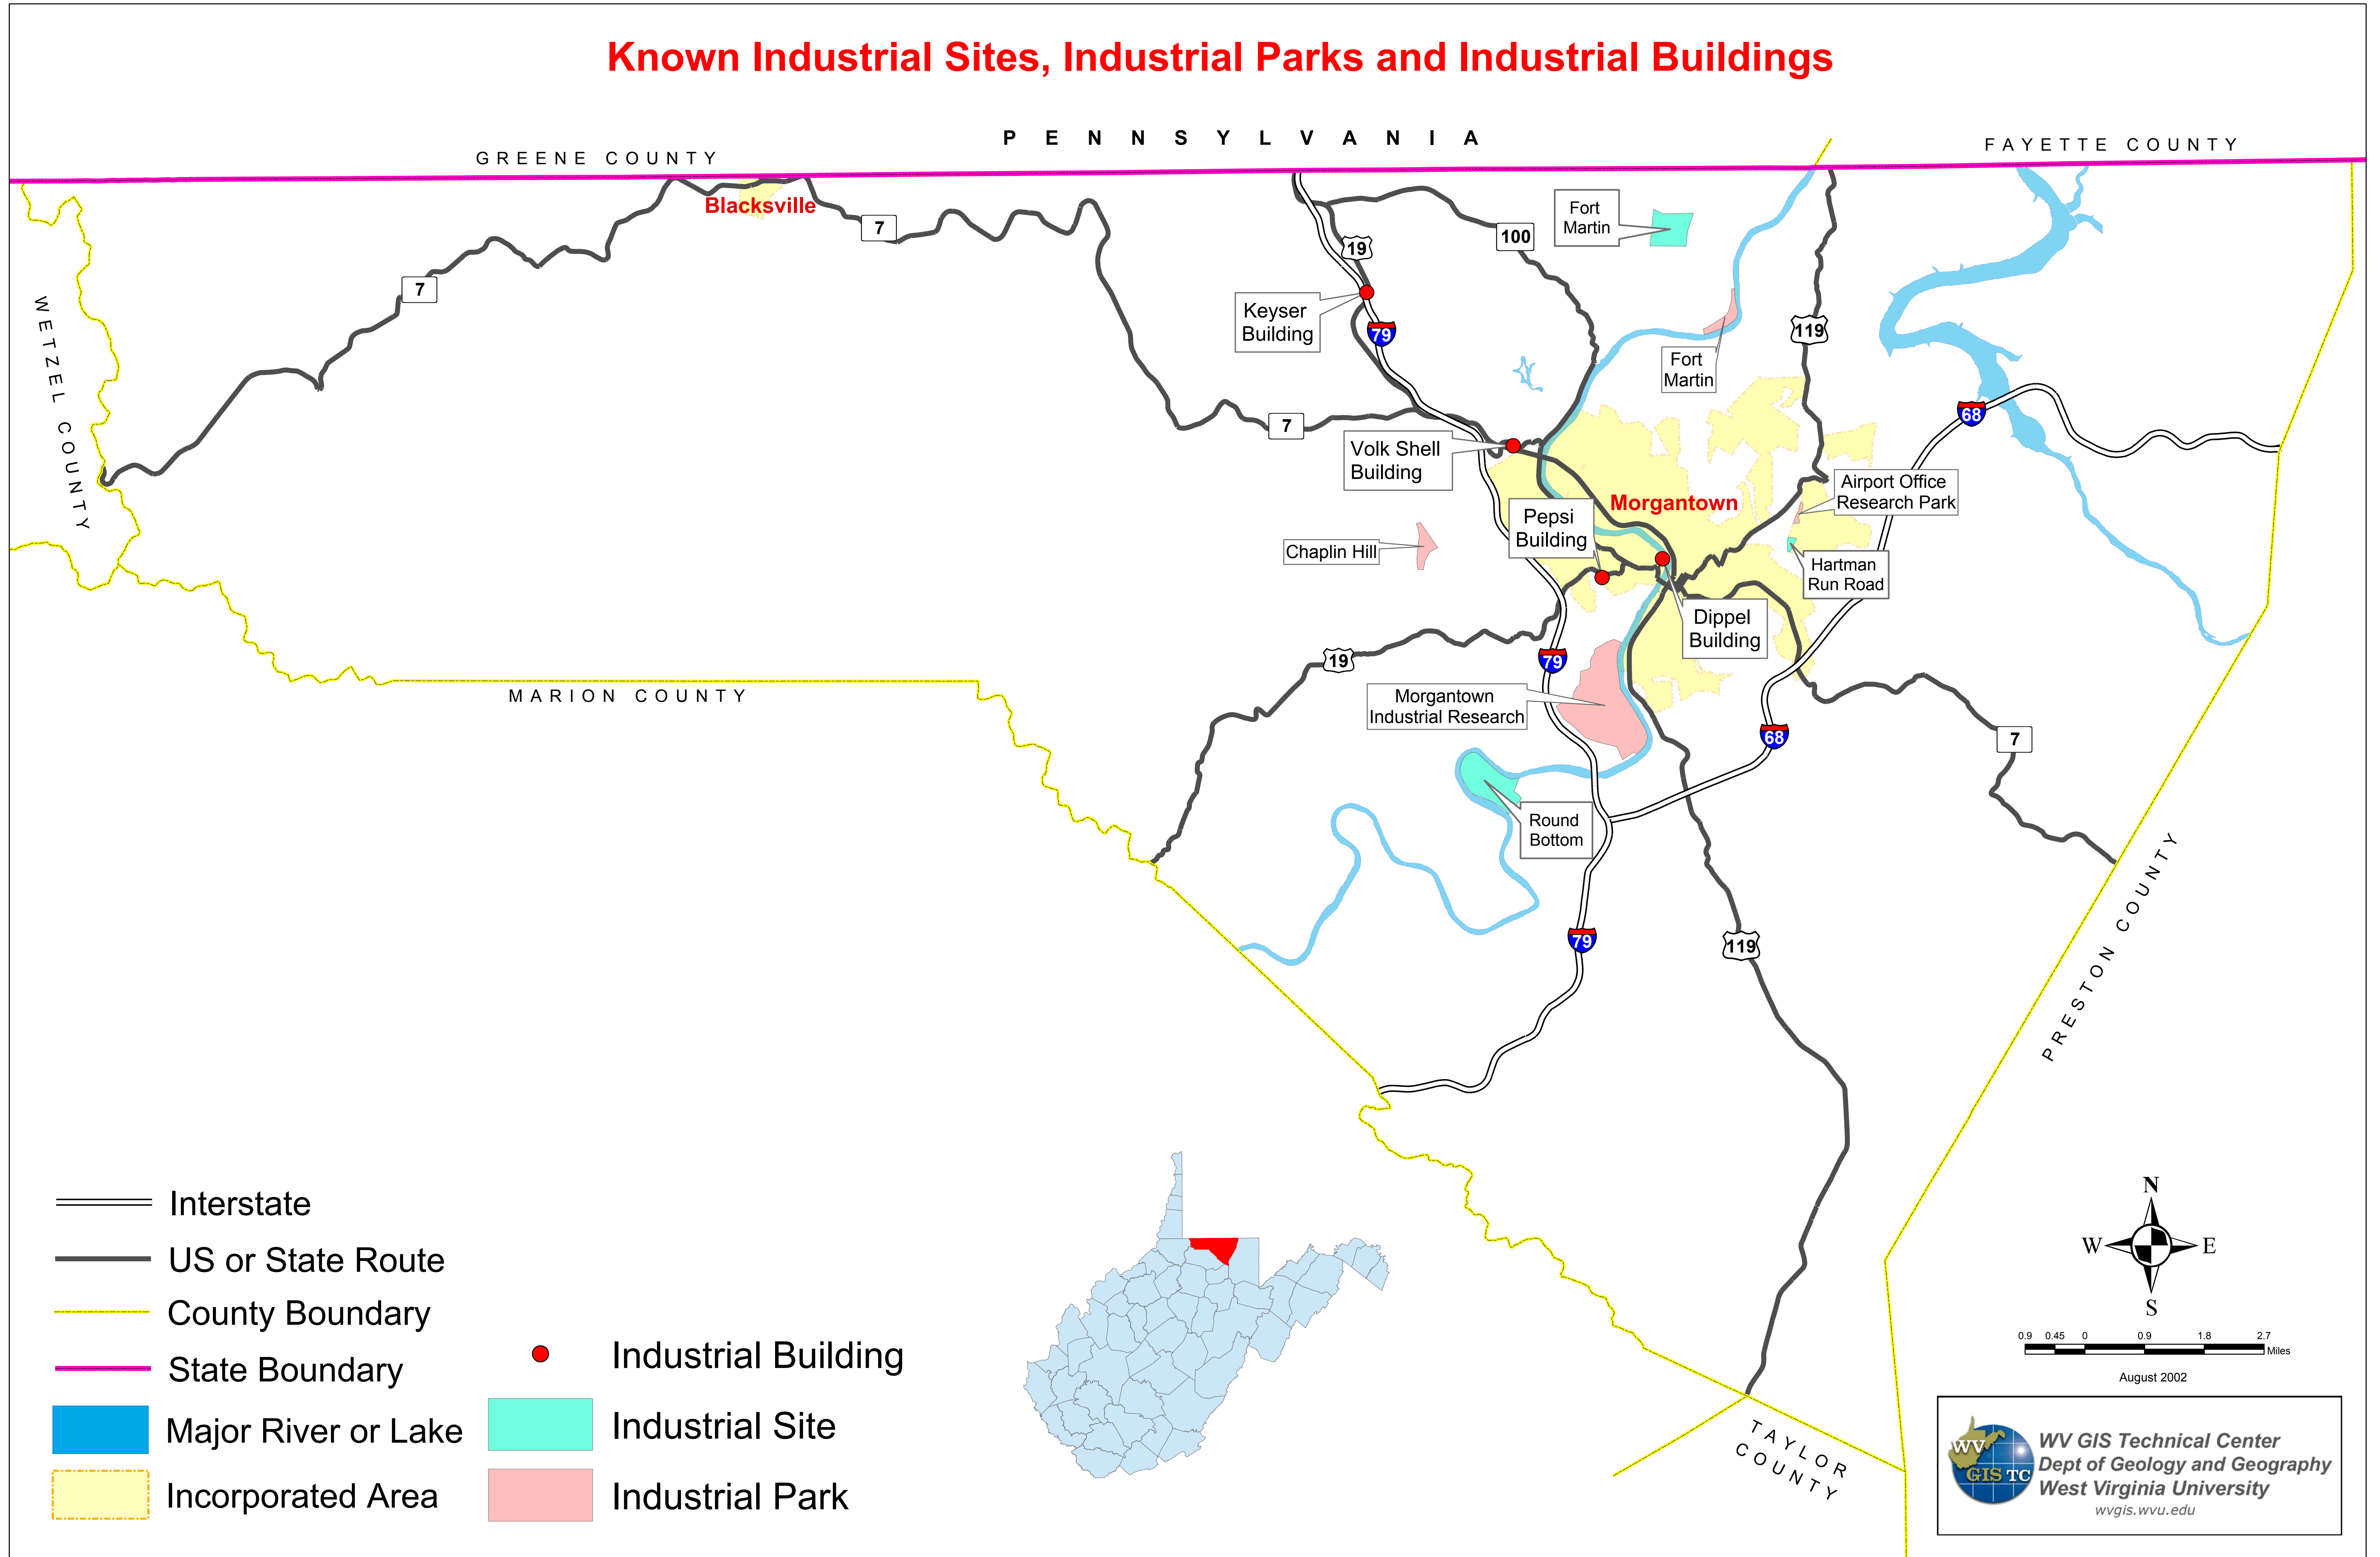 Known Industrial Sites, Industrial Parks and Industrial Buildings
PENNSYLVANIA
GREENE COUNTY
FAYETTE COUNTY
Blacksville
7
7
19
100
Fort
Martin
Keyser
Building
79
Fort
Martin
119
WETZEL COUNTY
7
68
Volk Shell
Building
Morgantown
Airport Office
Research Park
Pepsi
Building
Chaplin Hill
Hartman
Run Road
Dippel
Building
19
79
MARION COUNTY
Morgantown
Industrial Research
68
7
Round
Bottom
79
119
PRESTON COUNTY
Interstate
US or State Route
County Boundary
State Boundary
Major River or Lake
Incorporated Area
Industrial Building
Industrial Site
Industrial Park
N
W
E
S
0.9 0.45 0 0.9 1.8 2.7
Miles
August 2002
TAYLOR
COUNTY
WV
GIS TC
WV GIS Technical Center
Dept of Geology and Geography
West Virginia University
wvgis.wvu.edu